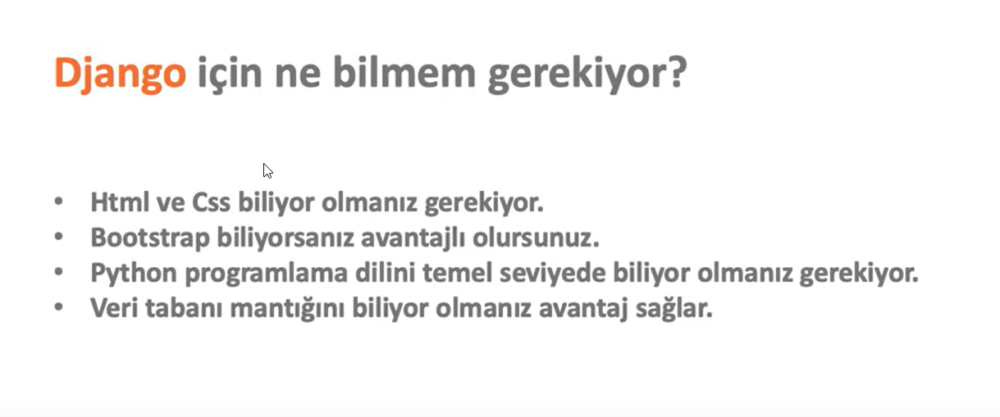 Django için ne bilmem gerekiyor?
• Html ve Css biliyor olmanız gerekiyor.
• Bootstrap biliyorsanız avantajlı olursunuz.
• Python programlama dilini temel seviyede biliyor olmanız gerekiyor.
• Veri tabanı mantığını biliyor olmanız avantaj sağlar.